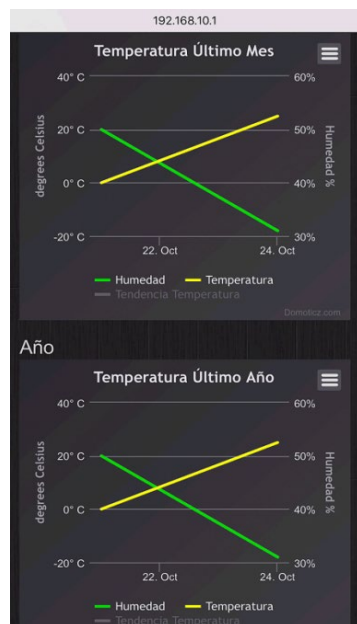 192.168.10.1
Temperatura Último Mes
40° C
60%
20° C
50%
0° C
40%
-20° C
30%
degrees Celsius
Humedad %
22. Oct
24. Oct
Humedad
Temperatura
Tendencia Temperatura
Domoticz.com
Año
Temperatura Último Año
40° C
60%
20° C
50%
0° C
40%
-20° C
30%
degrees Celsius
Humedad %
22. Oct
24. Oct
Humedad
Temperatura
Tendencia Temperatura